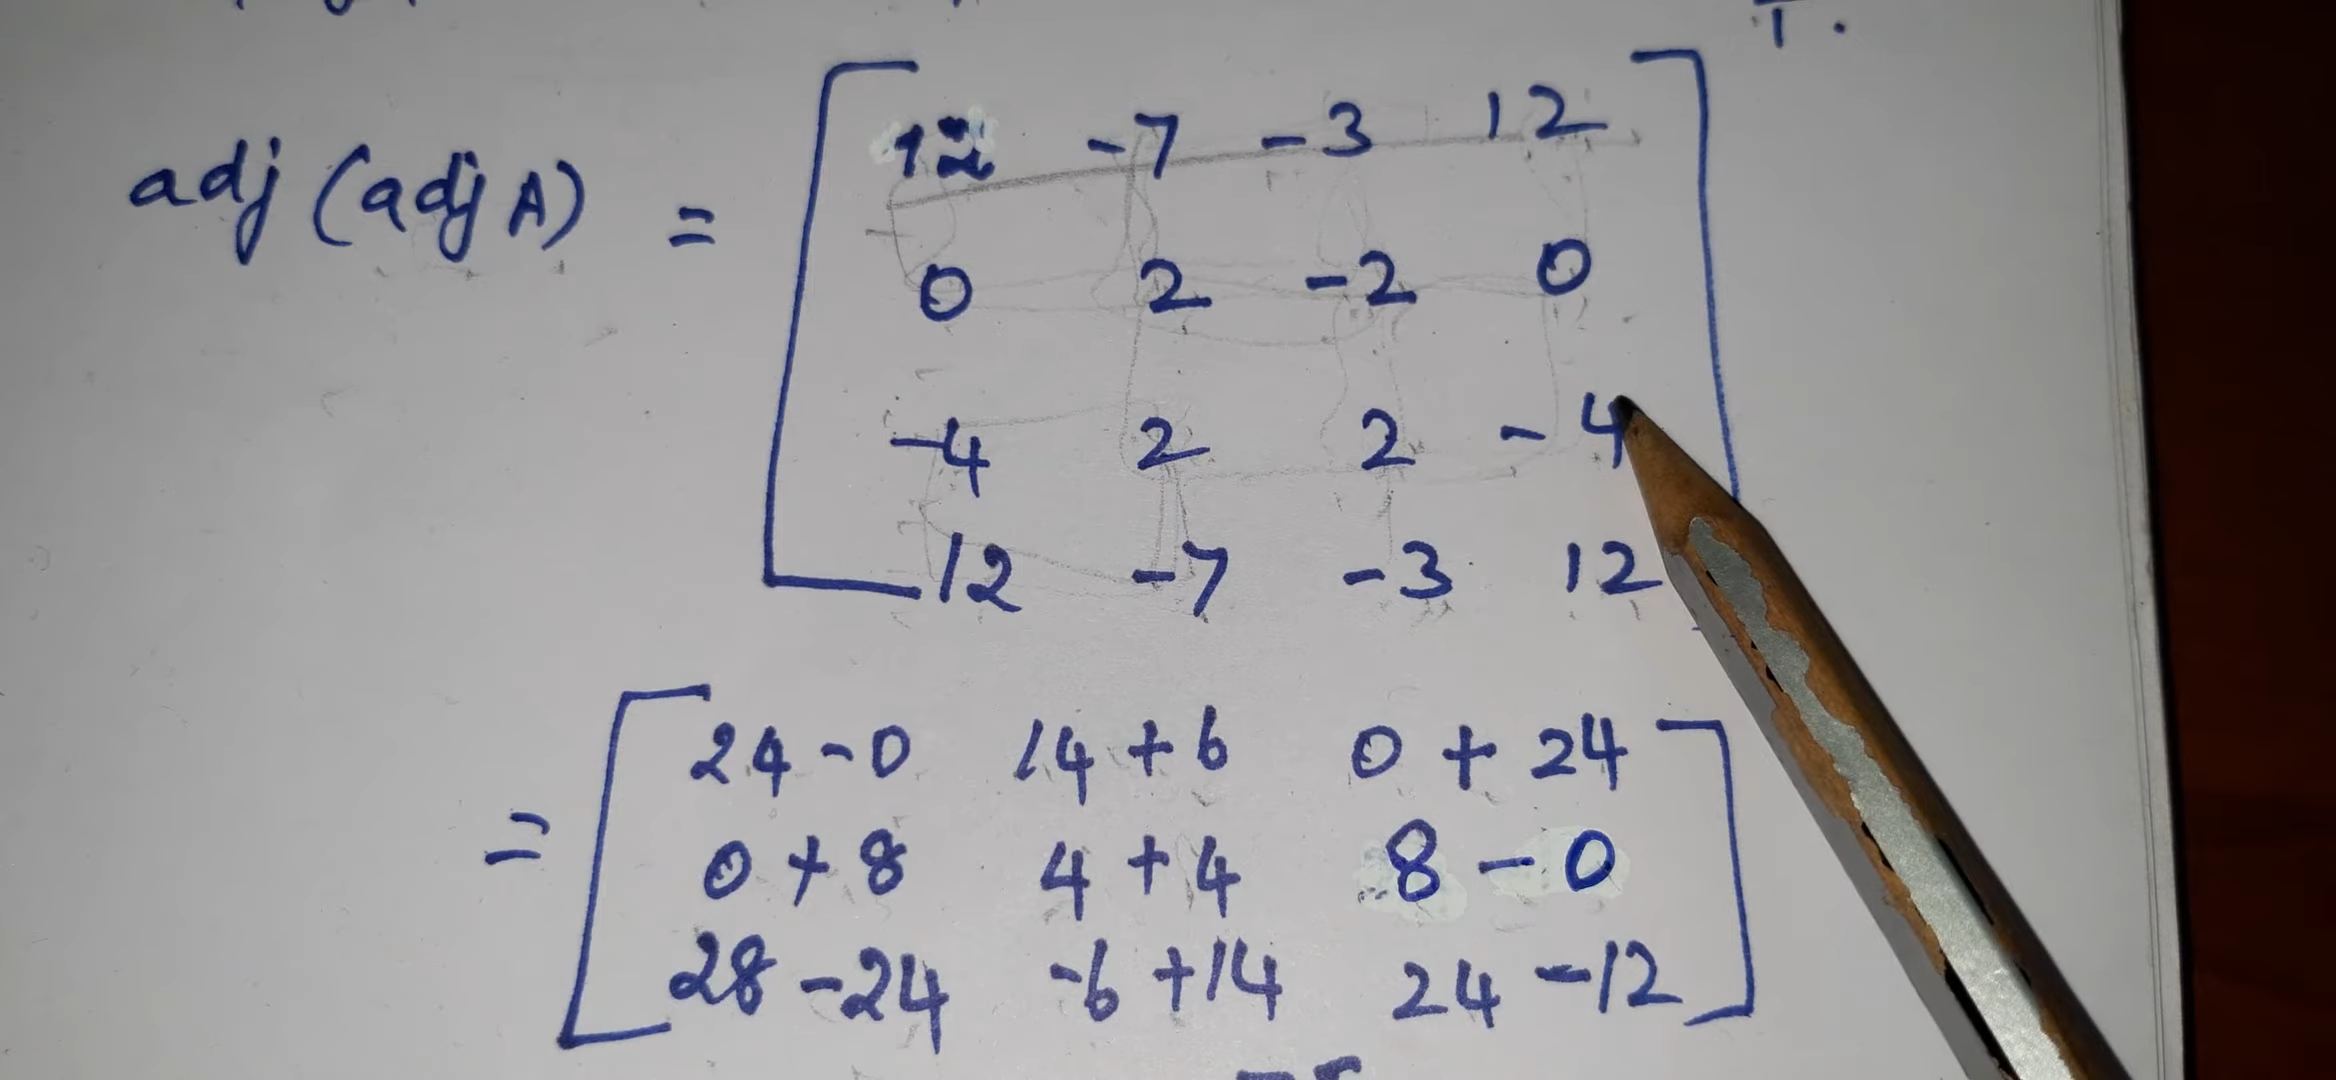 T.
adj (adj A) =
12 -7 -3 12
0 2 -2 0
-4 2 2 -4
12 -7 -3 12
= 24-0 14+6 0+24
0+8 4+4 8-0
28-24 -6+14 24-12